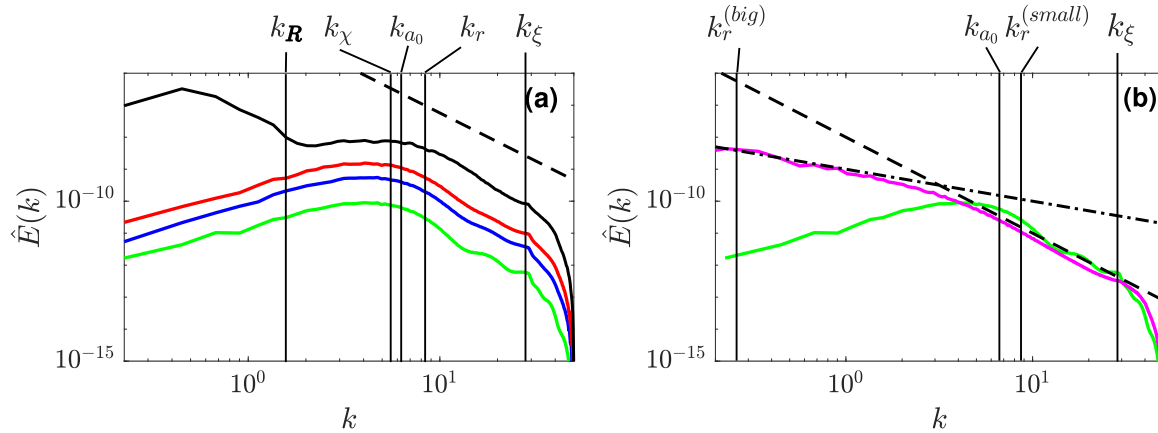 k_R k_χ k_{a_0} k_r k_ξ
(a)
10^{-10}
10^{-15}
Ê(k)
10^0 10^1
k
k_r^{(big)} k_{a_0} k_r^{(small)} k_ξ
(b)
10^{-10}
10^{-15}
Ê(k)
10^0 10^1
k